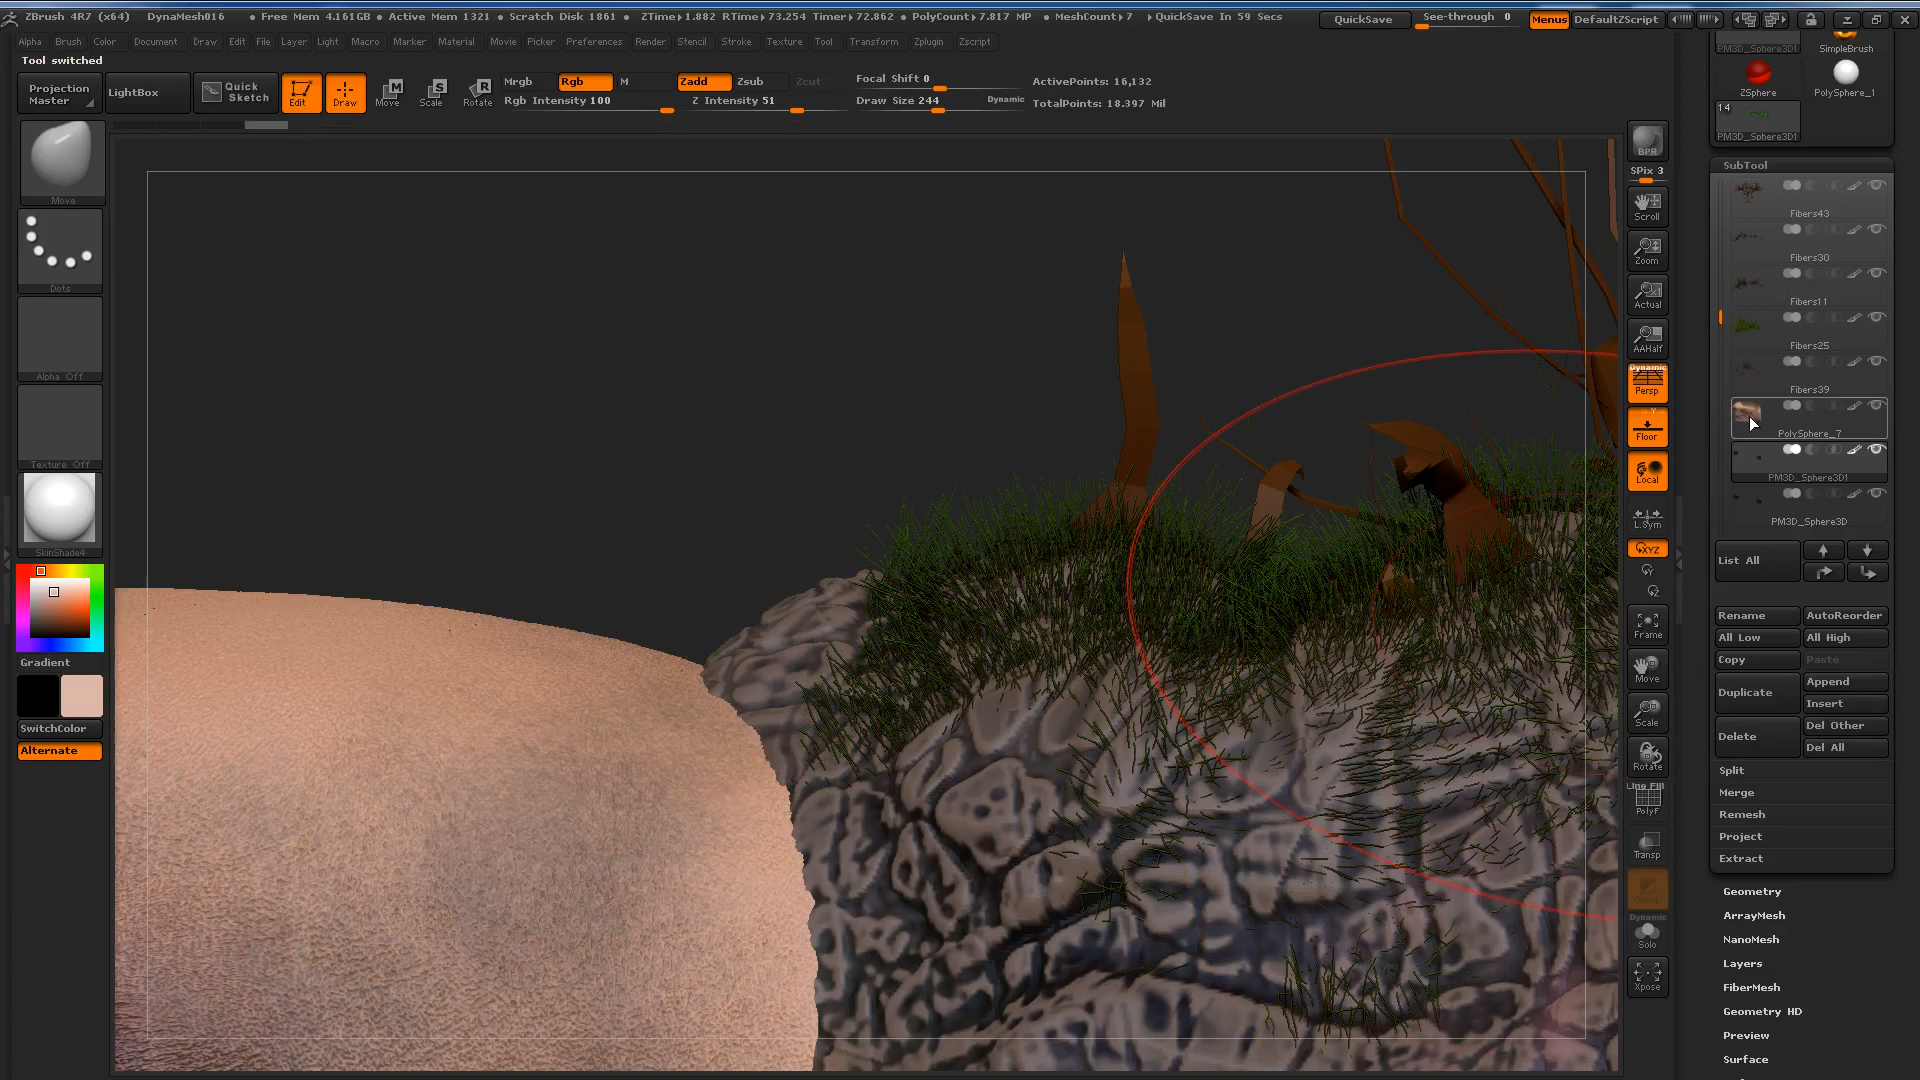 ZBrush 4R7 (x64) DynaMesh016 • Free Mem 4.161GB • Active Mem 1321 • Scratch Disk 1861 • ZTime▸1.882 RTime▸73.254 Timer▸72.862 • PolyCount▸7.817 MP • MeshCount▸7 • QuickSave In 59 Secs QuickSave See-through 0 Menus DefaultZScript
Alpha Brush Color Document Draw Edit File Layer Light Macro Marker Material Movie Picker Preferences Render Stencil Stroke Texture Tool Transform Zplugin Zscript
Tool switched
Projection Master
LightBox
Quick Sketch
Edit
Draw
Move
Scale
Rotate
Mrgb Rgb M
Rgb Intensity 100
Zadd Zsub Zcut
Z Intensity 51
Focal Shift 0
Draw Size 244
Dynamic
ActivePoints: 16,132
TotalPoints: 18.397 Mil
Move
Dots
Alpha Off
Texture Off
SkinShade4
Gradient
SwitchColor
Alternate
BPR
SPix 3
Scroll
Zoom
Actual
AAHalf
Dynamic
Persp
Floor
Local
L.Sym
XYZ
Frame
Move
Scale
Rotate
Line Fill
PolyF
Transp
Dynamic
Solo
Xpose
PM3D_Sphere3D1
SimpleBrush
ZSphere
PolySphere_1
14
PM3D_Sphere3D1
SubTool
Fibers43
Fibers30
Fibers11
Fibers25
Fibers39
PolySphere_7
PM3D_Sphere3D1
PM3D_Sphere3D
List All
Rename AutoReorder
All Low All High
Copy Paste
Duplicate
Append
Insert
Delete
Del Other
Del All
Split
Merge
Remesh
Project
Extract
Geometry
ArrayMesh
NanoMesh
Layers
FiberMesh
Geometry HD
Preview
Surface